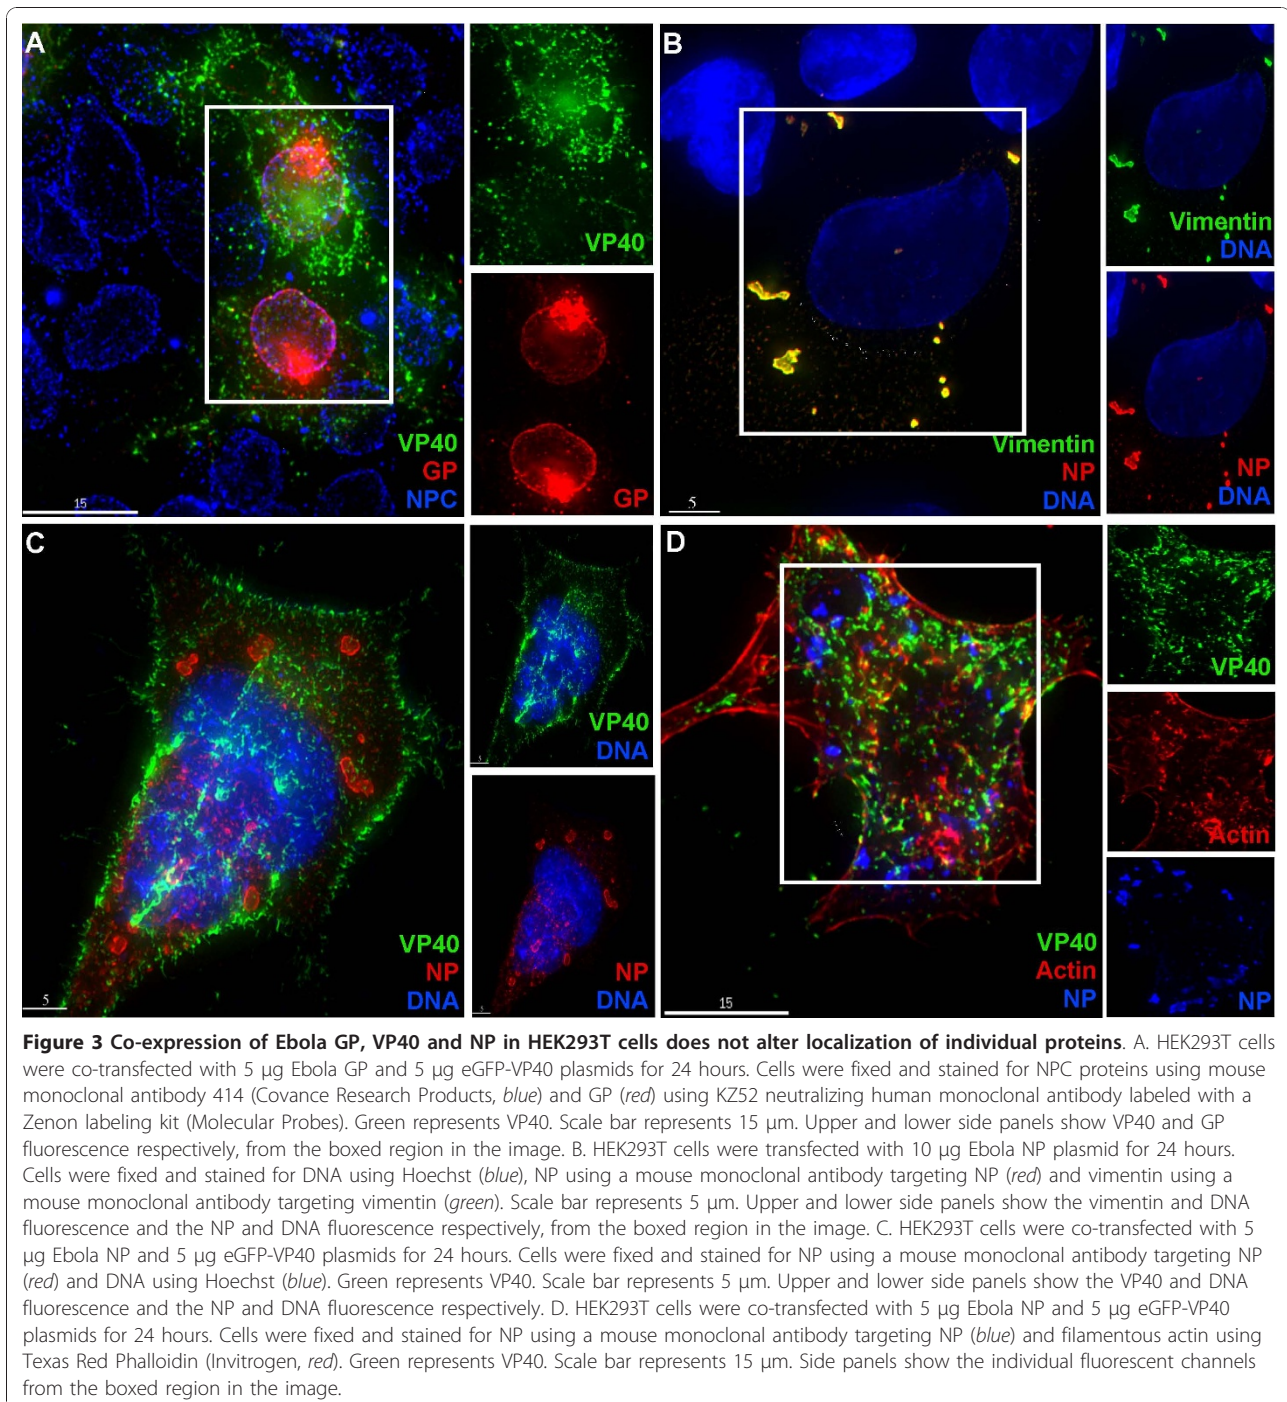 A
VP40
GP
NPC
15
VP40
GP
B
Vimentin
NP
DNA
5
Vimentin
DNA
NP
DNA
C
VP40
NP
DNA
5
VP40
DNA
5
NP
DNA
5
D
VP40
Actin
NP
15
VP40
Actin
NP
Figure 3 Co-expression of Ebola GP, VP40 and NP in HEK293T cells does not alter localization of individual proteins. A. HEK293T cells
were co-transfected with 5 μg Ebola GP and 5 μg eGFP-VP40 plasmids for 24 hours. Cells were fixed and stained for NPC proteins using mouse
monoclonal antibody 414 (Covance Research Products, blue) and GP (red) using KZ52 neutralizing human monoclonal antibody labeled with a
Zenon labeling kit (Molecular Probes). Green represents VP40. Scale bar represents 15 μm. Upper and lower side panels show VP40 and GP
fluorescence respectively, from the boxed region in the image. B. HEK293T cells were transfected with 10 μg Ebola NP plasmid for 24 hours.
Cells were fixed and stained for DNA using Hoechst (blue), NP using a mouse monoclonal antibody targeting NP (red) and vimentin using a
mouse monoclonal antibody targeting vimentin (green). Scale bar represents 5 μm. Upper and lower side panels show the vimentin and DNA
fluorescence and the NP and DNA fluorescence respectively, from the boxed region in the image. C. HEK293T cells were co-transfected with 5
μg Ebola NP and 5 μg eGFP-VP40 plasmids for 24 hours. Cells were fixed and stained for NP using a mouse monoclonal antibody targeting NP
(red) and DNA using Hoechst (blue). Green represents VP40. Scale bar represents 5 μm. Upper and lower side panels show the VP40 and DNA
fluorescence and the NP and DNA fluorescence respectively. D. HEK293T cells were co-transfected with 5 μg Ebola NP and 5 μg eGFP-VP40
plasmids for 24 hours. Cells were fixed and stained for NP using a mouse monoclonal antibody targeting NP (blue) and filamentous actin using
Texas Red Phalloidin (Invitrogen, red). Green represents VP40. Scale bar represents 15 μm. Side panels show the individual fluorescent channels
from the boxed region in the image.